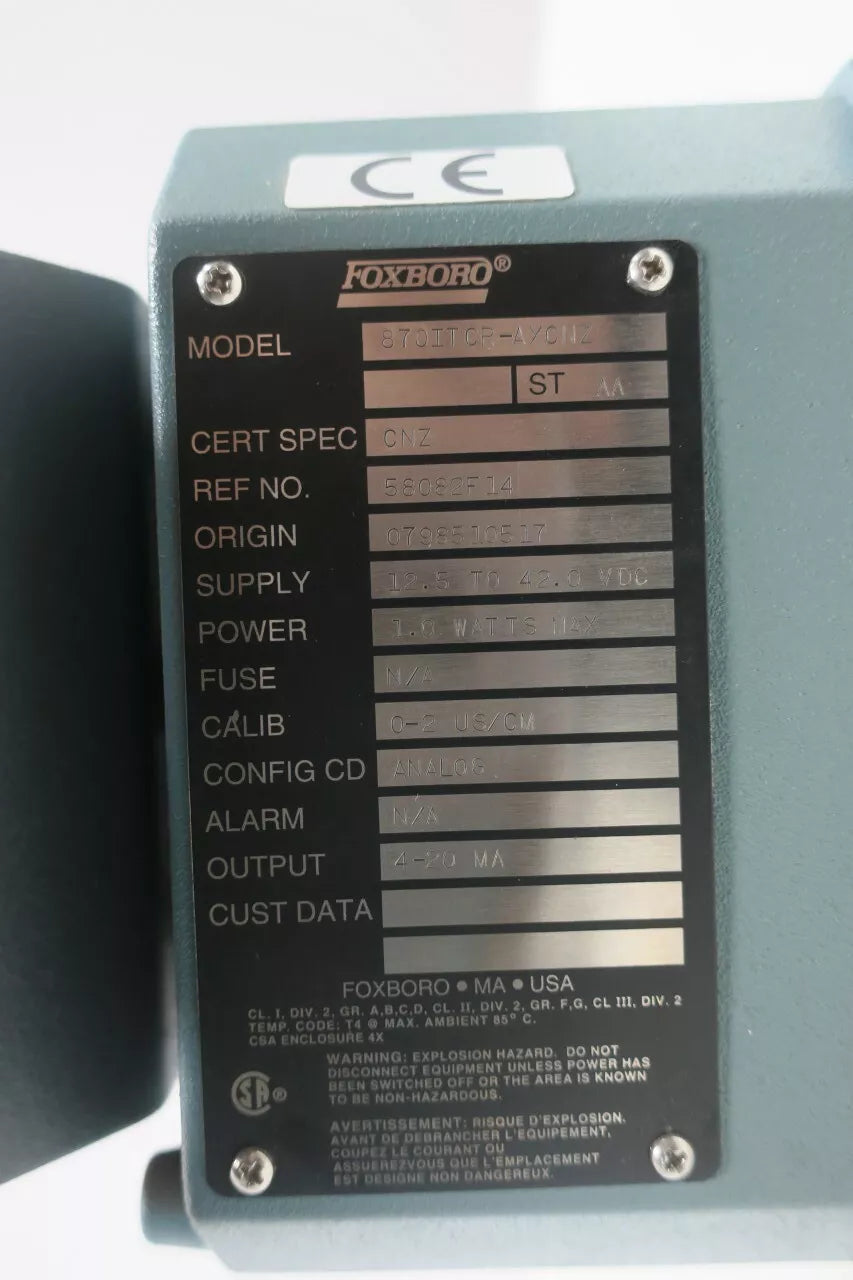 CE
FOXBORO®
MODEL 870ITCR-A/CNZ
ST AA
CERT SPEC CNZ
REF NO. 58082F14
ORIGIN 0798510517
SUPPLY 12.5 TO 42.0 VDC
POWER 1.0 WATTS MAX
FUSE N/A
CALIB 0-2 US/CM
CONFIG CD ANALOG
ALARM N/A
OUTPUT 4-20 MA
CUST DATA
FOXBORO • MA • USA
CL. I, DIV. 2, GR. A,B,C,D, CL. II, DIV. 2, GR. F,G, CL III, DIV. 2
TEMP. CODE: T4 @ MAX. AMBIENT 85° C.
CSA ENCLOSURE 4X
WARNING: EXPLOSION HAZARD. DO NOT
DISCONNECT EQUIPMENT UNLESS POWER HAS
BEEN SWITCHED OFF OR THE AREA IS KNOWN
TO BE NON-HAZARDOUS.
SA®
AVERTISSEMENT: RISQUE D'EXPLOSION.
AVANT DE DEBRANCHER L'EQUIPEMENT,
COUPEZ LE COURANT OU
ASSUEREZVOUS QUE L'EMPLACEMENT
EST DESIGNE NON DANGEREUX.